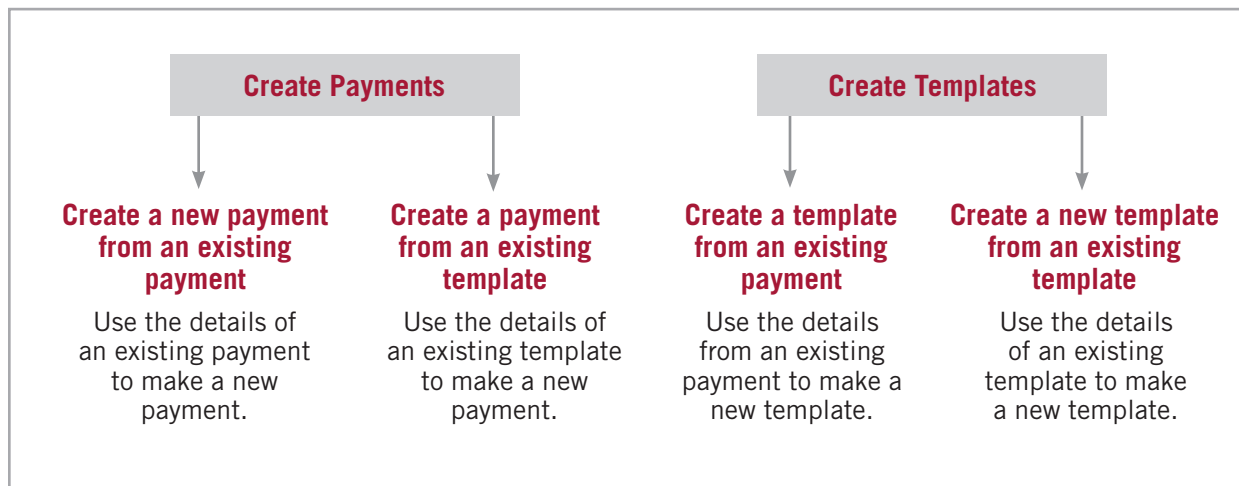 Create Payments
Create a new payment
from an existing
payment
Use the details of
an existing payment
to make a new
payment.
Create a payment
from an existing
template
Use the details of
an existing template
to make a new
payment.
Create Templates
Create a template
from an existing
payment
Use the details
from an existing
payment to make a
new template.
Create a new template
from an existing
template
Use the details
of an existing
template to make
a new template.